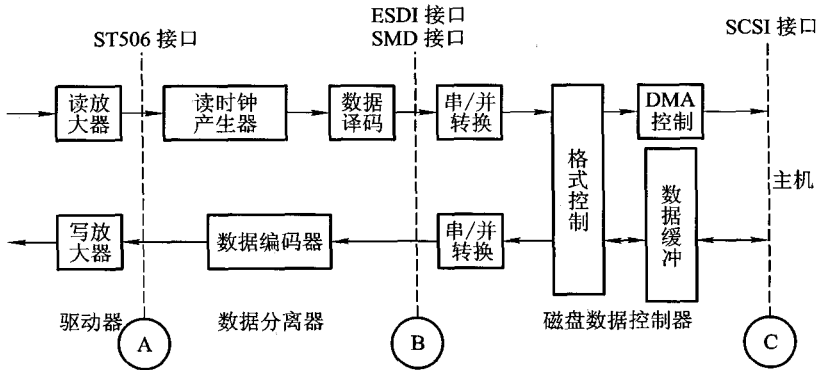 ESDI 接口
ST506 接口
SMD 接口
SCSI 接口
读放
大器
读时钟
产生器
数据
译码
串/并
转换
格式控制
DMA
控制
主机
写放
大器
数据编码器
串/并
转换
数据缓冲
驱动器
A
数据分离器
B
磁盘数据控制器
C